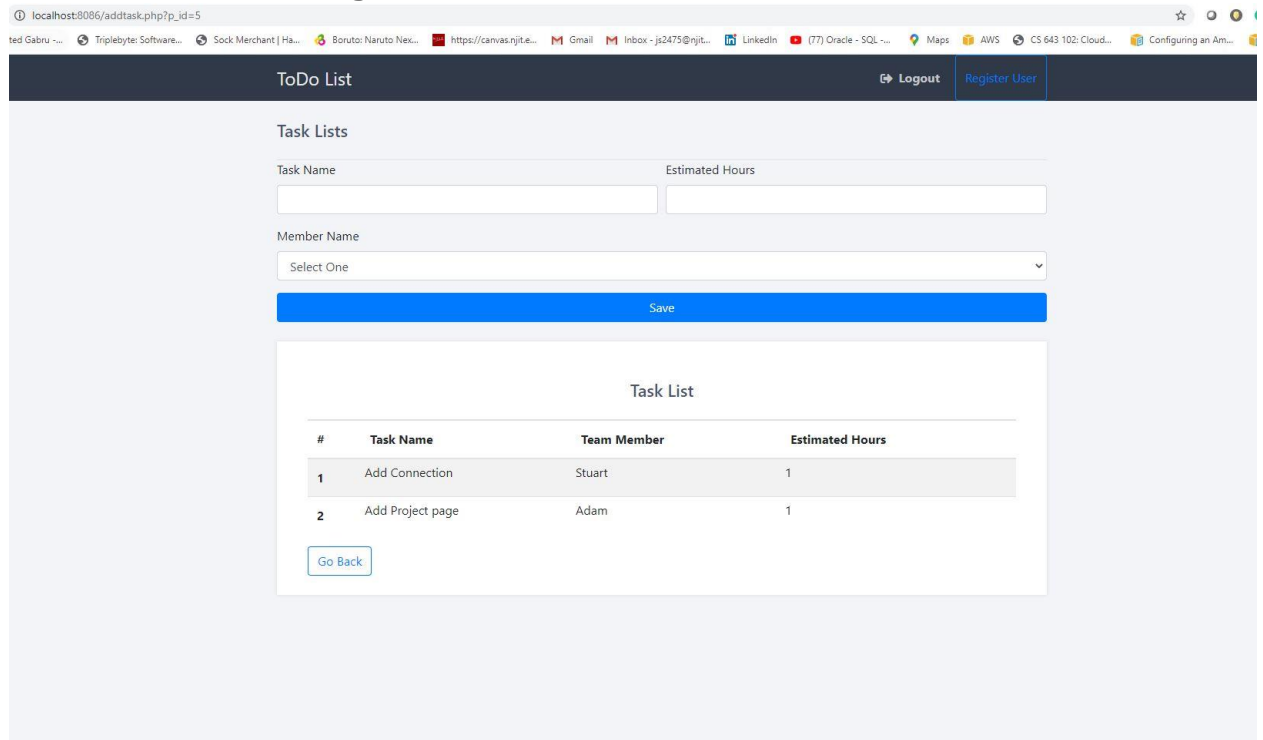 localhost:8086/addtask.php?p_id=5
ted Gabru -... Triplebyte: Software... Sock Merchant | Ha... Boruto: Naruto Nex... https://canvas.njit.e... Gmail Inbox - js2475@njit... LinkedIn (77) Oracle - SQL -... Maps AWS CS 643 102: Cloud... Configuring an Am...
ToDo List Logout Register User
Task Lists
Task Name Estimated Hours
Member Name
Select One
Save
Task List
# Task Name Team Member Estimated Hours
1 Add Connection Stuart 1
2 Add Project page Adam 1
Go Back